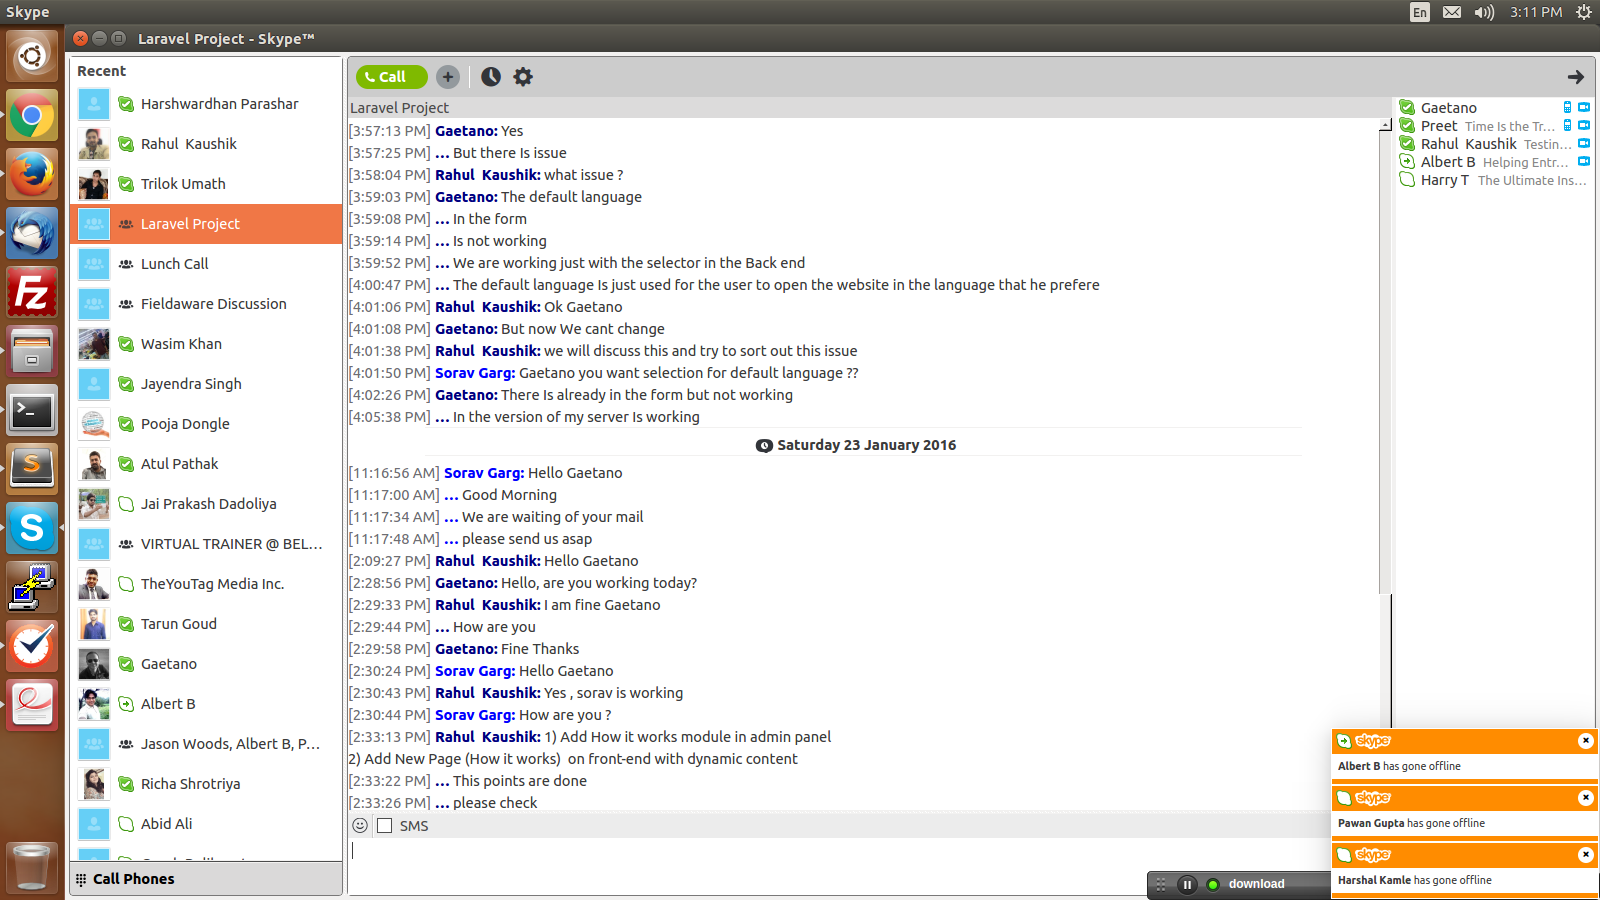 Skype
En
3:11 PM
Laravel Project - Skype™
Recent
Harshwardhan Parashar
Rahul Kaushik
Trilok Umath
Laravel Project
Lunch Call
Fieldaware Discussion
Wasim Khan
Jayendra Singh
Pooja Dongle
Atul Pathak
Jai Prakash Dadoliya
VIRTUAL TRAINER @ BEL...
TheYouTag Media Inc.
Tarun Goud
Gaetano
Albert B
Jason Woods, Albert B, P...
Richa Shrotriya
Abid Ali
Call Phones
Call
Laravel Project
[3:57:13 PM] Gaetano: Yes
[3:57:25 PM] ... But there Is issue
[3:58:04 PM] Rahul Kaushik: what issue ?
[3:59:03 PM] Gaetano: The default language
[3:59:08 PM] ... In the form
[3:59:14 PM] ... Is not working
[3:59:52 PM] ... We are working just with the selector in the Back end
[4:00:47 PM] ... The default language Is just used for the user to open the website in the language that he prefere
[4:01:06 PM] Rahul Kaushik: Ok Gaetano
[4:01:08 PM] Gaetano: But now We cant change
[4:01:38 PM] Rahul Kaushik: we will discuss this and try to sort out this issue
[4:01:50 PM] Sorav Garg: Gaetano you want selection for default language ??
[4:02:26 PM] Gaetano: There Is already in the form but not working
[4:05:38 PM] ... In the version of my server Is working
Saturday 23 January 2016
[11:16:56 AM] Sorav Garg: Hello Gaetano
[11:17:00 AM] ... Good Morning
[11:17:34 AM] ... We are waiting of your mail
[11:17:48 AM] ... please send us asap
[2:09:27 PM] Rahul Kaushik: Hello Gaetano
[2:28:56 PM] Gaetano: Hello, are you working today?
[2:29:33 PM] Rahul Kaushik: I am fine Gaetano
[2:29:44 PM] ... How are you
[2:29:58 PM] Gaetano: Fine Thanks
[2:30:24 PM] Sorav Garg: Hello Gaetano
[2:30:43 PM] Rahul Kaushik: Yes , sorav is working
[2:30:44 PM] Sorav Garg: How are you ?
[2:33:13 PM] Rahul Kaushik: 1) Add How it works module in admin panel
2) Add New Page (How it works) on front-end with dynamic content
[2:33:22 PM] ... This points are done
[2:33:26 PM] ... please check
SMS
Gaetano
Preet Time Is the Tr...
Rahul Kaushik Testin...
Albert B Helping Entr...
Harry T The Ultimate Ins...
skype
Albert B has gone offline
skype
Pawan Gupta has gone offline
skype
Harshal Kamle has gone offline
download